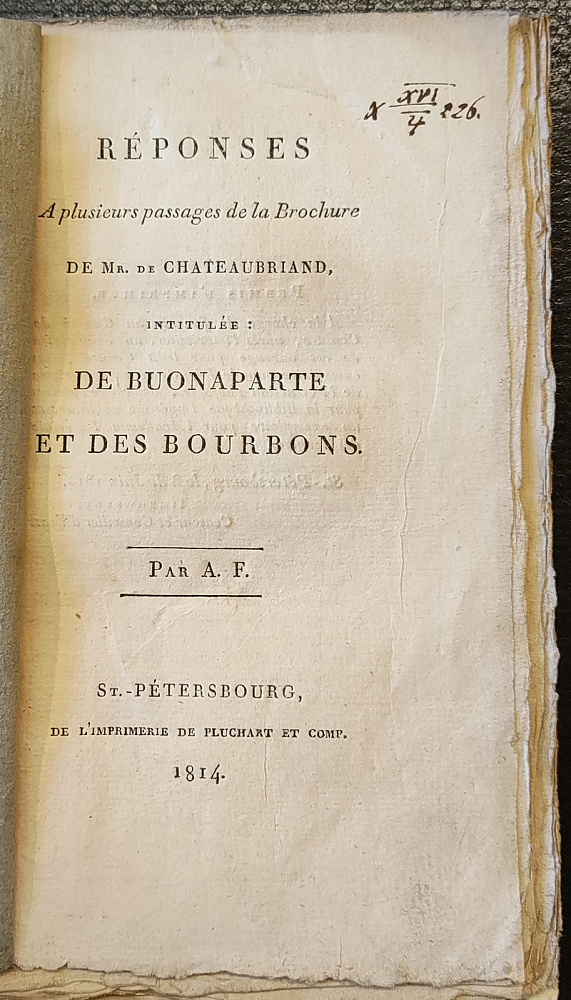 X XVI/4 226.
RÉPONSES
A plusieurs passages de la Brochure
DE MR. DE CHATEAUBRIAND,
INTITULÉE :
DE BUONAPARTE
ET DES BOURBONS.
PAR A. F.
ST.-PÉTERSBOURG,
DE L'IMPRIMERIE DE PLUCHART ET COMP.
1814.